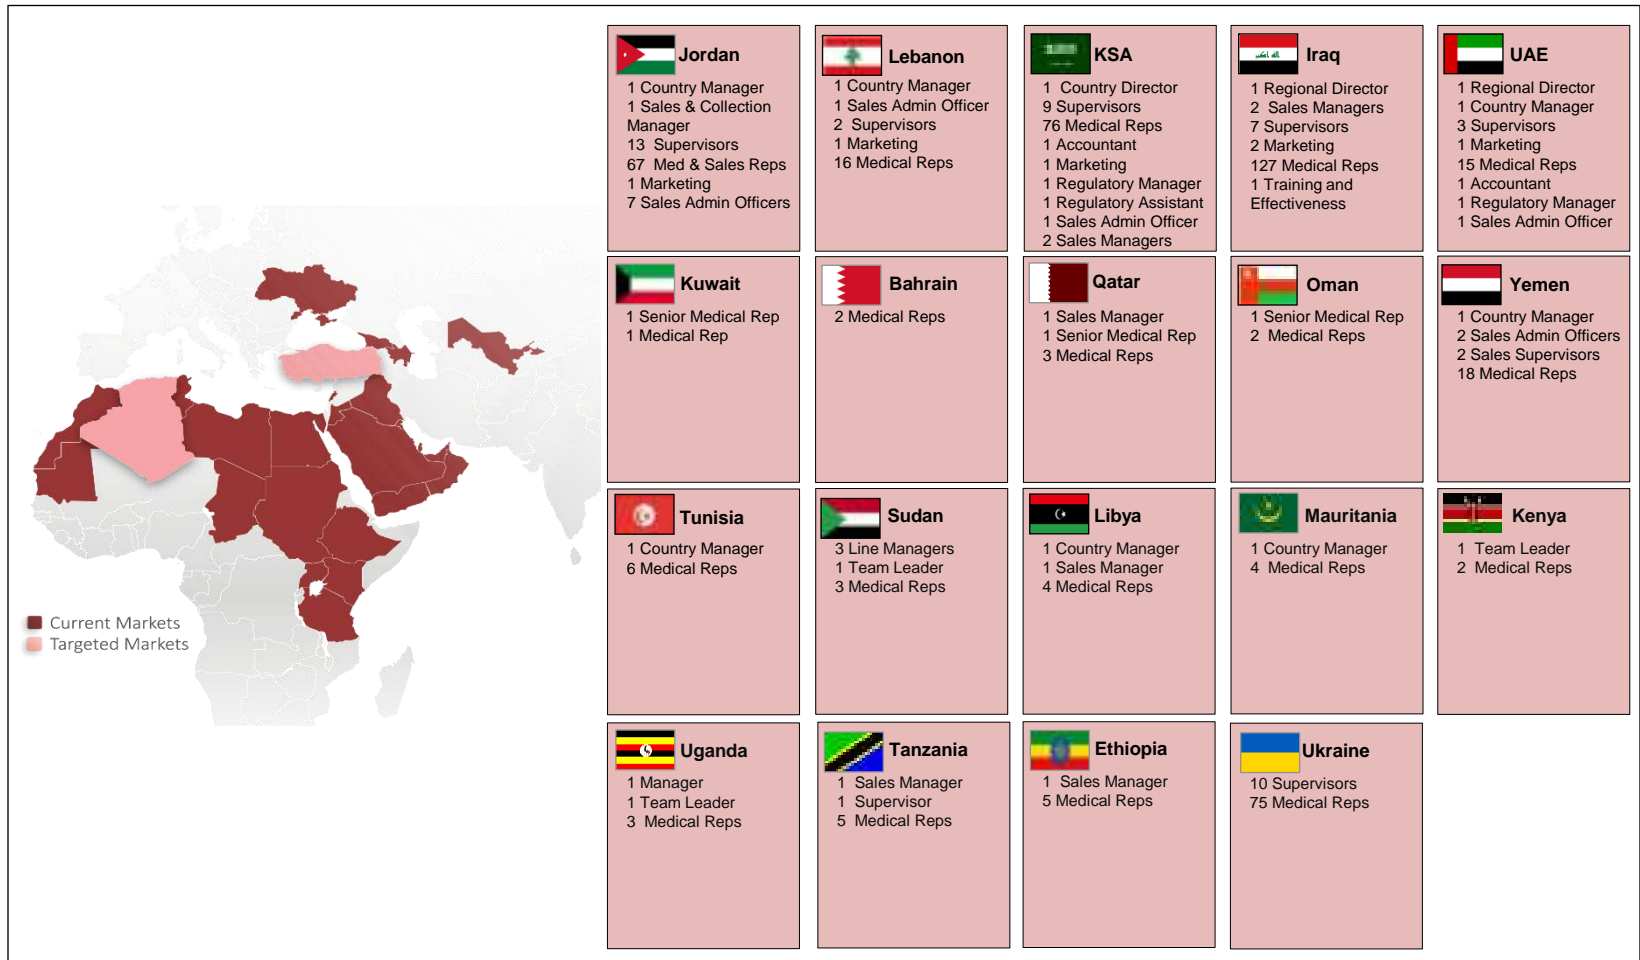 Jordan
1 Country Manager
1 Sales & Collection
Manager
13 Supervisors
67 Med & Sales Reps
1 Marketing
7 Sales Admin Officers
Lebanon
1 Country Manager
1 Sales Admin Officer
2 Supervisors
1 Marketing
16 Medical Reps
KSA
1 Country Director
9 Supervisors
76 Medical Reps
1 Accountant
1 Marketing
1 Regulatory Manager
1 Regulatory Assistant
1 Sales Admin Officer
2 Sales Managers
Iraq
1 Regional Director
2 Sales Managers
7 Supervisors
2 Marketing
127 Medical Reps
1 Training and
Effectiveness
UAE
1 Regional Director
1 Country Manager
3 Supervisors
1 Marketing
15 Medical Reps
1 Accountant
1 Regulatory Manager
1 Sales Admin Officer
Kuwait
1 Senior Medical Rep
1 Medical Rep
Bahrain
2 Medical Reps
Qatar
1 Sales Manager
1 Senior Medical Rep
3 Medical Reps
Oman
1 Senior Medical Rep
2 Medical Reps
Yemen
1 Country Manager
2 Sales Admin Officers
2 Sales Supervisors
18 Medical Reps
Tunisia
1 Country Manager
6 Medical Reps
Sudan
3 Line Managers
1 Team Leader
3 Medical Reps
Libya
1 Country Manager
1 Sales Manager
4 Medical Reps
Mauritania
1 Country Manager
4 Medical Reps
Kenya
1 Team Leader
2 Medical Reps
Current Markets
Targeted Markets
Uganda
1 Manager
1 Team Leader
3 Medical Reps
Tanzania
1 Sales Manager
1 Supervisor
5 Medical Reps
Ethiopia
1 Sales Manager
5 Medical Reps
Ukraine
10 Supervisors
75 Medical Reps